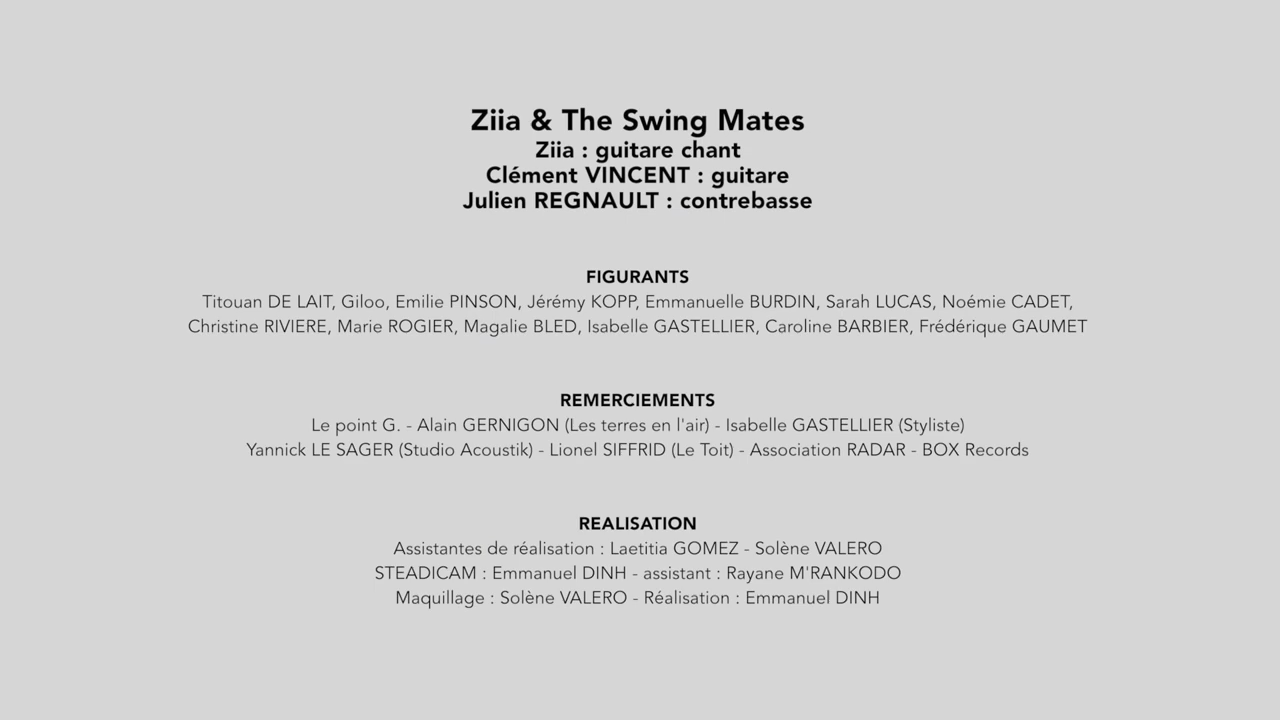 Ziia & The Swing Mates
Ziia : guitare chant
Clément VINCENT : guitare
Julien REGNAULT : contrebasse
FIGURANTS
Titouan DE LAIT, Giloo, Emilie PINSON, Jérémy KOPP, Emmanuelle BURDIN, Sarah LUCAS, Noémie CADET,
Christine RIVIERE, Marie ROGIER, Magalie BLED, Isabelle GASTELLIER, Caroline BARBIER, Frédérique GAUMET
REMERCIEMENTS
Le point G. - Alain GERNIGON (Les terres en l'air) - Isabelle GASTELLIER (Styliste)
Yannick LE SAGER (Studio Acoustik) - Lionel SIFFRID (Le Toit) - Association RADAR - BOX Records
REALISATION
Assistantes de réalisation : Laetitia GOMEZ - Solène VALERO
STEADICAM : Emmanuel DINH - assistant : Rayane M'RANKODO
Maquillage : Solène VALERO - Réalisation : Emmanuel DINH